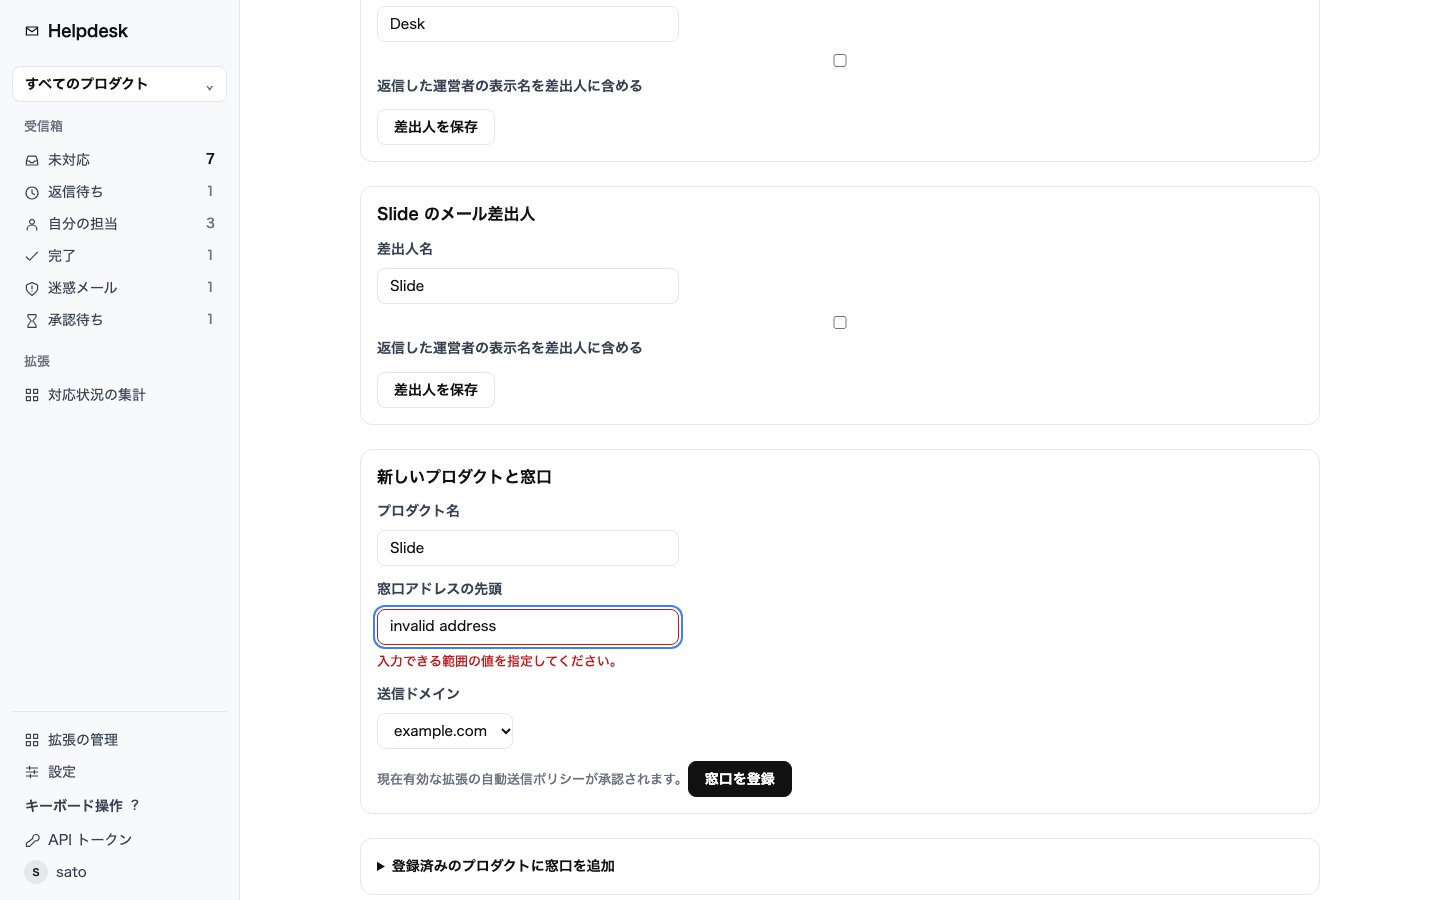 Helpdesk
すべてのプロダクト
受信箱
未対応 7
返信待ち 1
自分の担当 3
完了 1
迷惑メール 1
承認待ち 1
拡張
対応状況の集計
拡張の管理
設定
キーボード操作 ?
API トークン
S sato
Desk
返信した運営者の表示名を差出人に含める
差出人を保存
Slide のメール差出人
差出人名
Slide
返信した運営者の表示名を差出人に含める
差出人を保存
新しいプロダクトと窓口
プロダクト名
Slide
窓口アドレスの先頭
invalid address
入力できる範囲の値を指定してください。
送信ドメイン
example.com
現在有効な拡張の自動送信ポリシーが承認されます。 窓口を登録
登録済みのプロダクトに窓口を追加